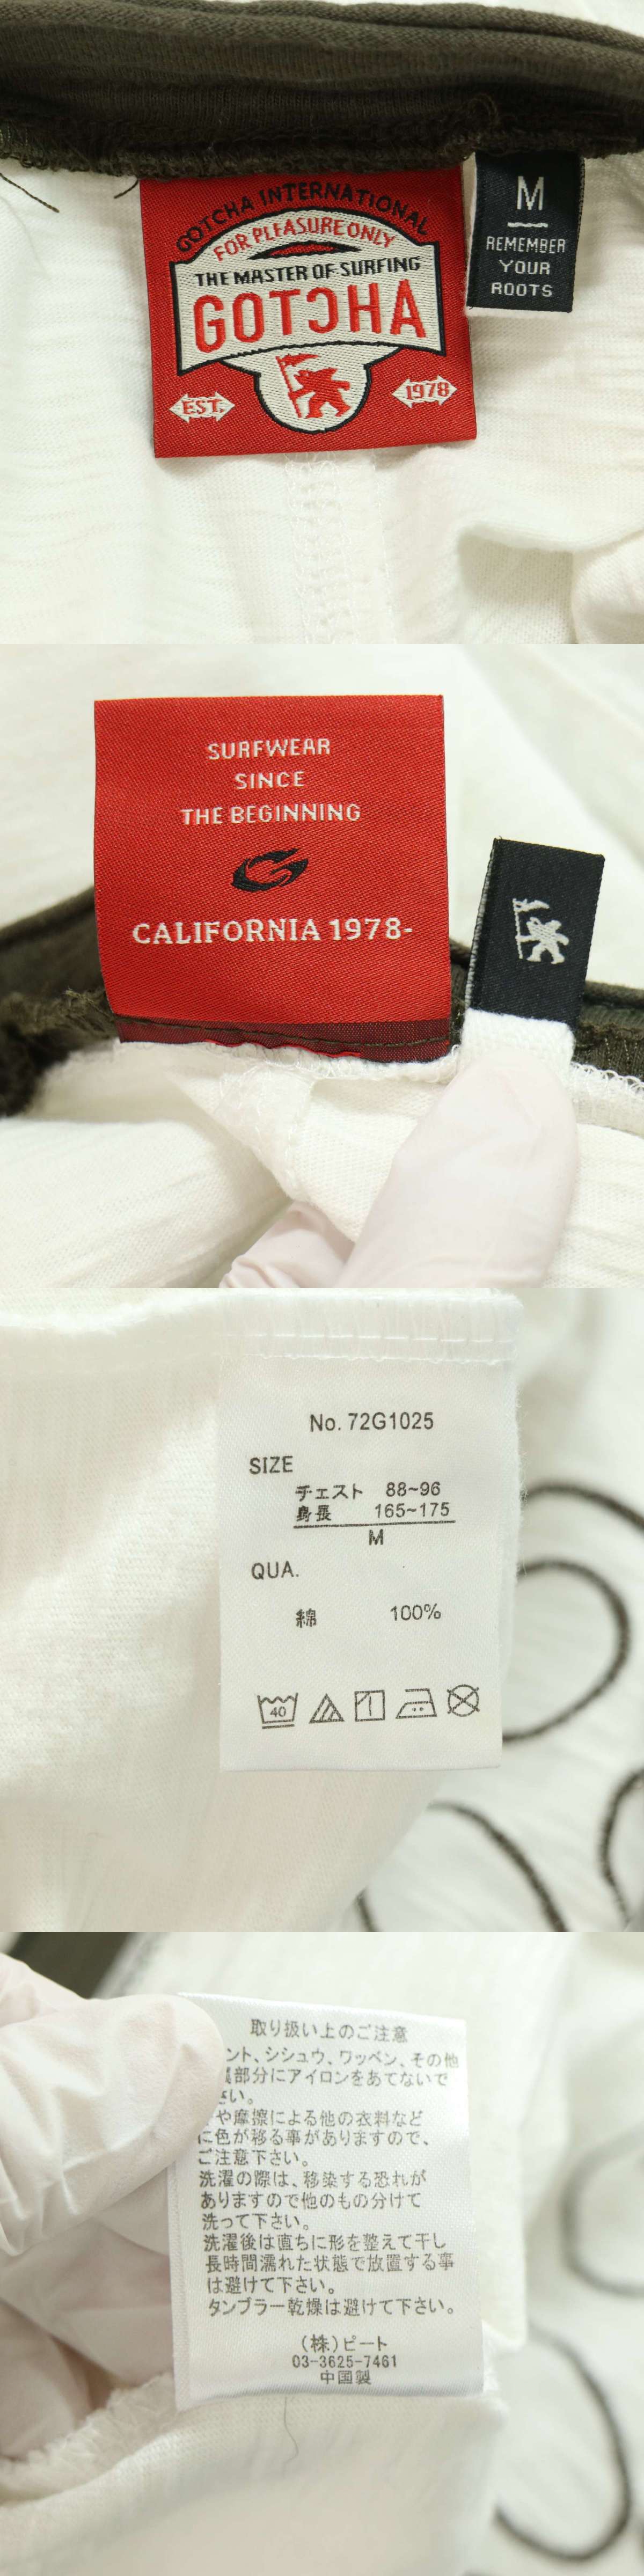 GOTCHA INTERNATIONAL
FOR PLEASURE ONLY
THE MASTER OF SURFING
GOTCHA
EST.
1978
M
REMEMBER
YOUR
ROOTS
SURFWEAR
SINCE
THE BEGINNING
CALIFORNIA 1978-
No. 72G1025
SIZE
チェスト 88~96
身長 165~175
M
QUA.
綿 100%
40
取り扱い上のご注意
ント、シシュウ、ワッペン、その他
部分にアイロンをあてないで
さい。
や摩擦による他の衣料など
に色が移る事がありますので、
ご注意下さい。
洗濯の際は、移染する恐れが
ありますので他のもの分けて
洗って下さい。
洗濯後は直ちに形を整えて干し
長時間濡れた状態で放置する事
は避けて下さい。
タンブラー乾燥は避けて下さい。
(株)ビート
03-3625-7461
中国製